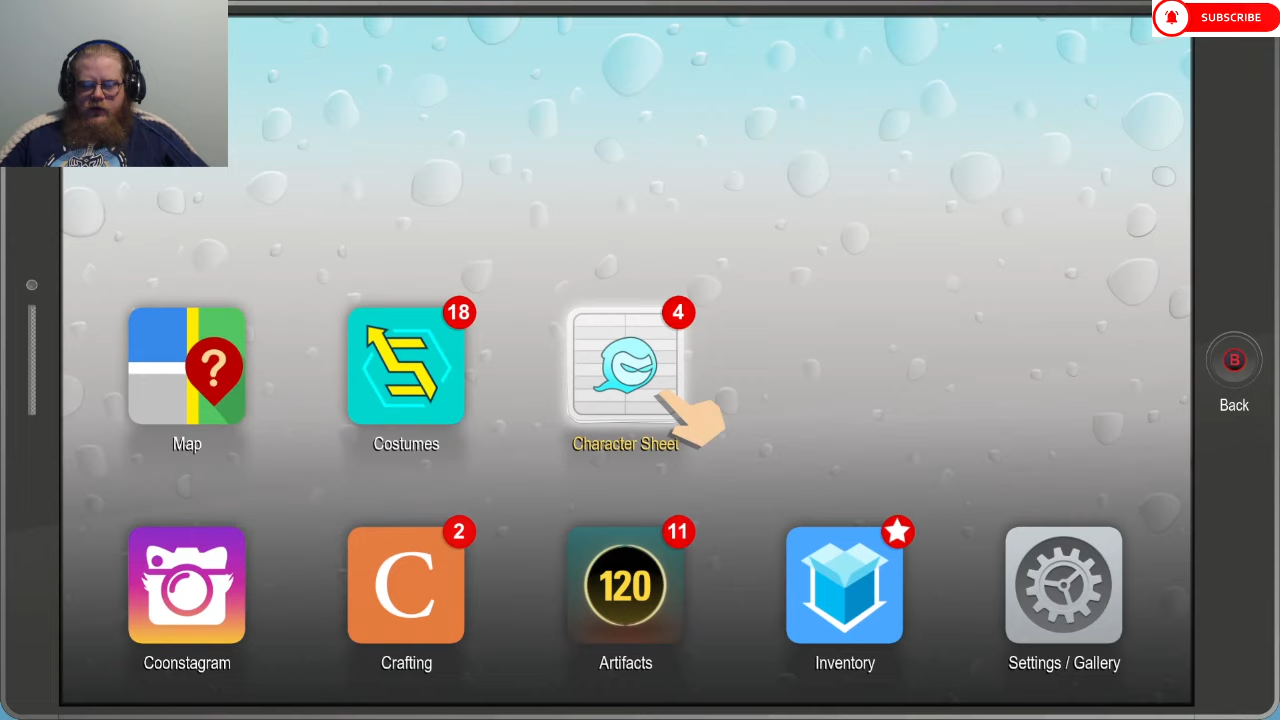 SUBSCRIBE
18
4
?
Map
Costumes
Character Sheet
B
Back
2
11
C
120
Coonstagram
Crafting
Artifacts
Inventory
Settings / Gallery